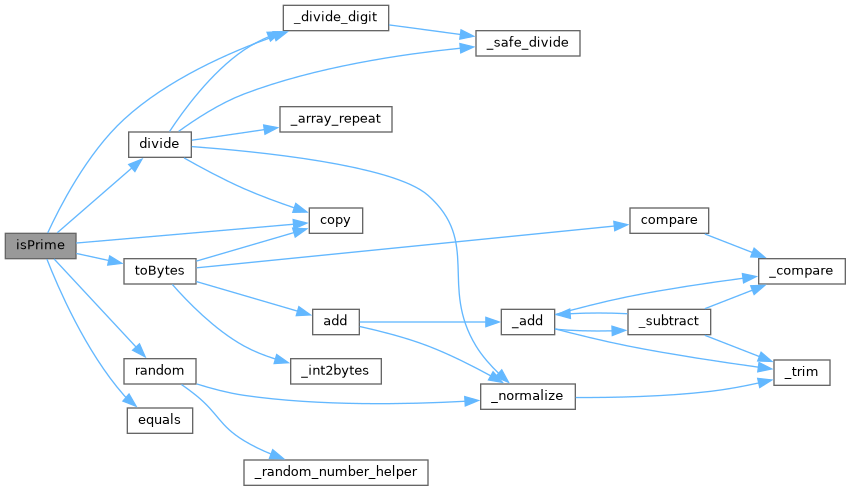 _divide_digit
_safe_divide
_array_repeat
divide
copy
compare
isPrime
toBytes
_compare
add
_add
_subtract
random
_int2bytes
_trim
_normalize
equals
_random_number_helper